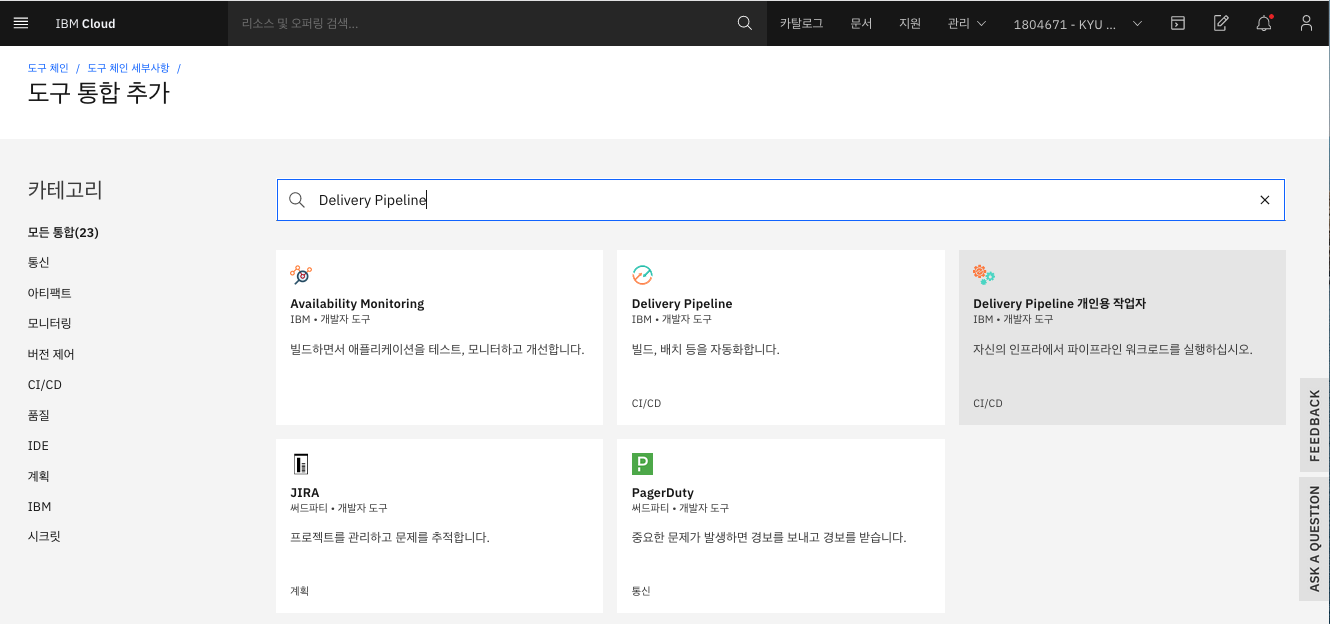 IBM Cloud
리소스 및 오퍼링 검색...
카탈로그
문서
지원
관리
1804671 - KYU ...
도구 체인 / 도구 체인 세부사항 /
도구 통합 추가
카테고리
모든 통합(23)
통신
아티팩트
모니터링
버전 제어
CI/CD
품질
IDE
계획
IBM
시크릿
Delivery Pipeline
Availability Monitoring
IBM • 개발자 도구
빌드하면서 애플리케이션을 테스트, 모니터하고 개선합니다.
Delivery Pipeline
IBM • 개발자 도구
빌드, 배치 등을 자동화합니다.
CI/CD
Delivery Pipeline 개인용 작업자
IBM • 개발자 도구
자신의 인프라에서 파이프라인 워크로드를 실행하십시오.
CI/CD
JIRA
써드파티 • 개발자 도구
프로젝트를 관리하고 문제를 추적합니다.
계획
PagerDuty
써드파티 • 개발자 도구
중요한 문제가 발생하면 경보를 보내고 경보를 받습니다.
통신
FEEDBACK
ASK A QUESTION